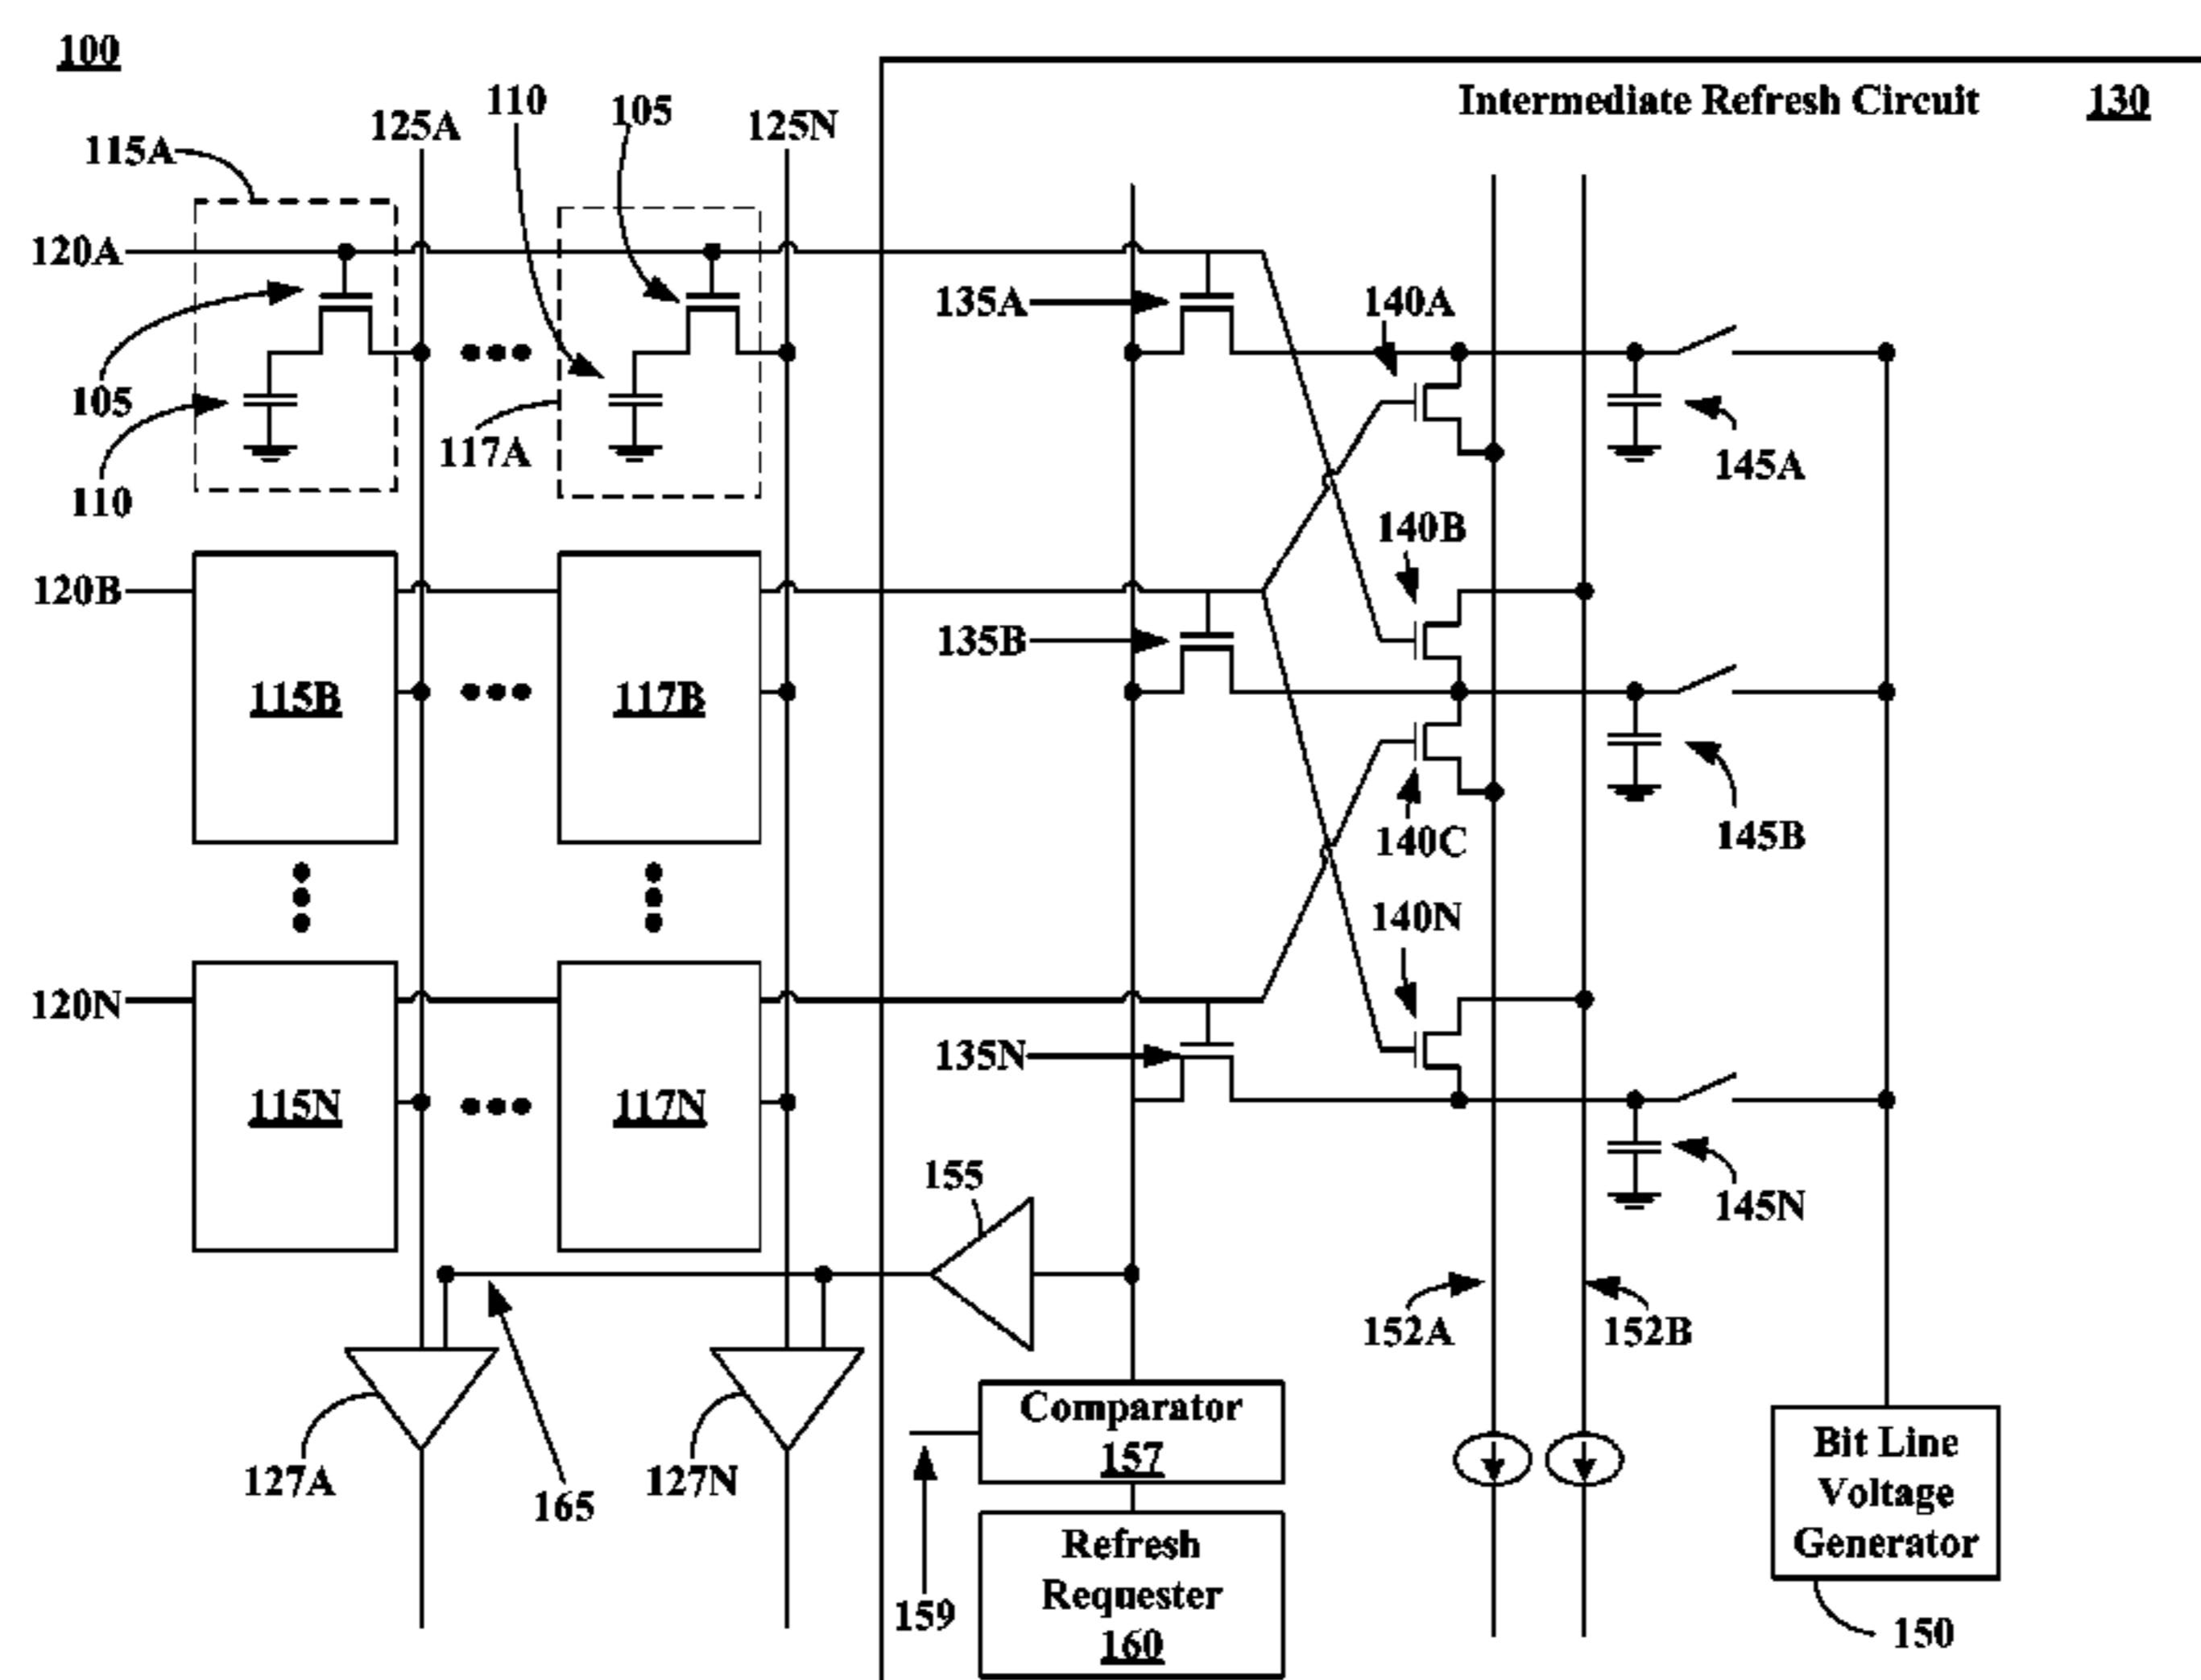 100
Intermediate Refresh Circuit 130
110
105
125A
125N
115A
120A
135A
140A
105
117A
145A
110
140B
120B
135B
115B
117B
140C
145B
140N
120N
135N
115N
117N
155
145N
152A
152B
Comparator
157
127A
165
127N
159
Refresh
Requester
160
Bit Line
Voltage
Generator
150